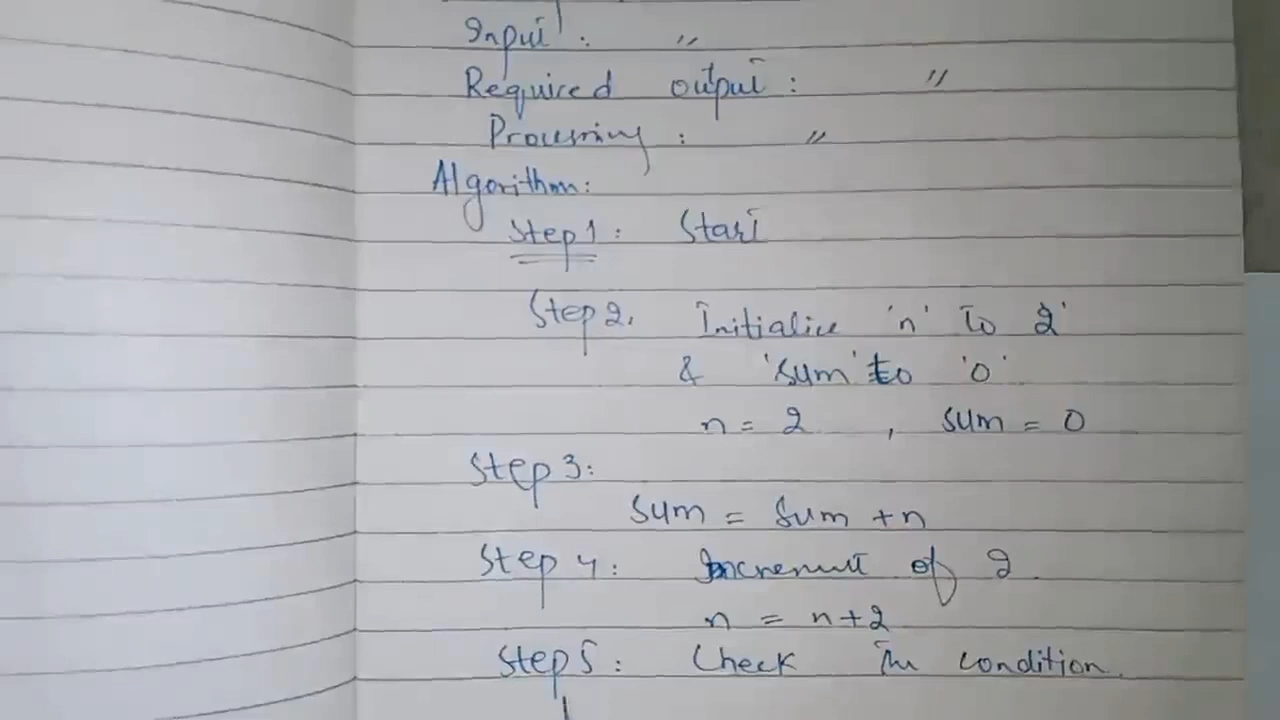 Input : "
Required output : "
Processing : "
Algorithm:
Step 1 : Start
Step 2. Initialice 'n' to 2'
& 'sum' to '0'
n = 2 , sum = 0
Step 3:
sum = sum + n
Step 4 : Increment of 2.
n = n+2
Step 5 : Check the condition.